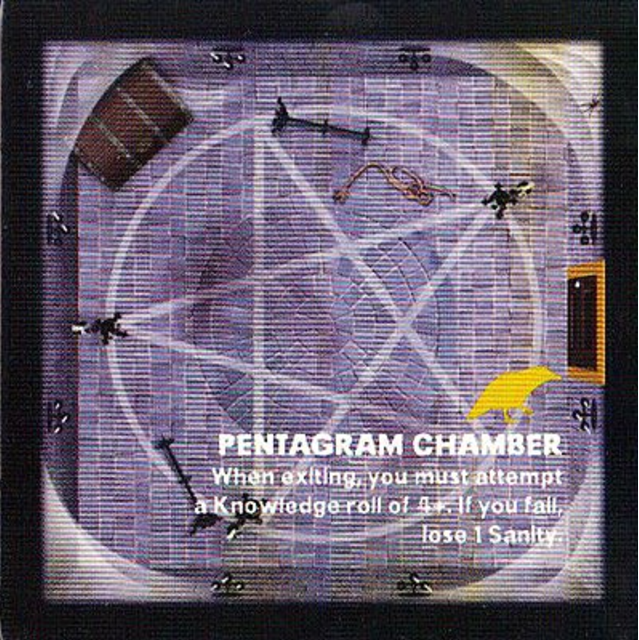 PENTAGRAM CHAMBER
When exiting, you must attempt
a Knowledge roll of 4+. If you fail,
lose 1 Sanity.